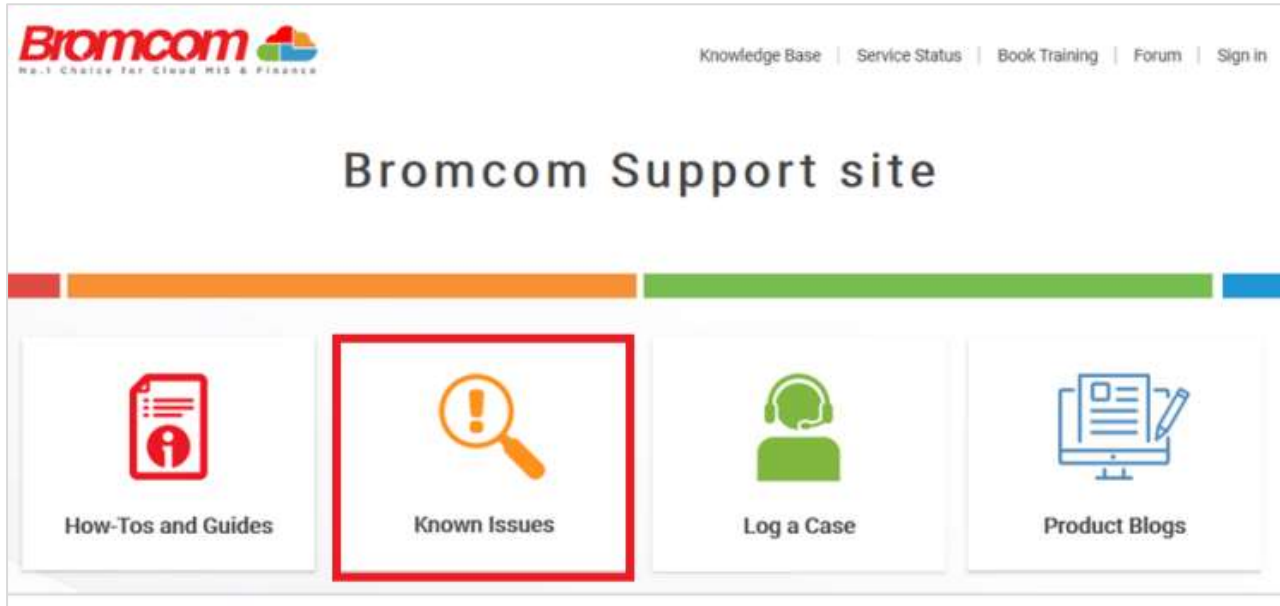 Bromcom
No.1 Choice for Cloud MIS & Finance
Knowledge Base | Service Status | Book Training | Forum | Sign in
Bromcom Support site
How-Tos and Guides
Known Issues
Log a Case
Product Blogs